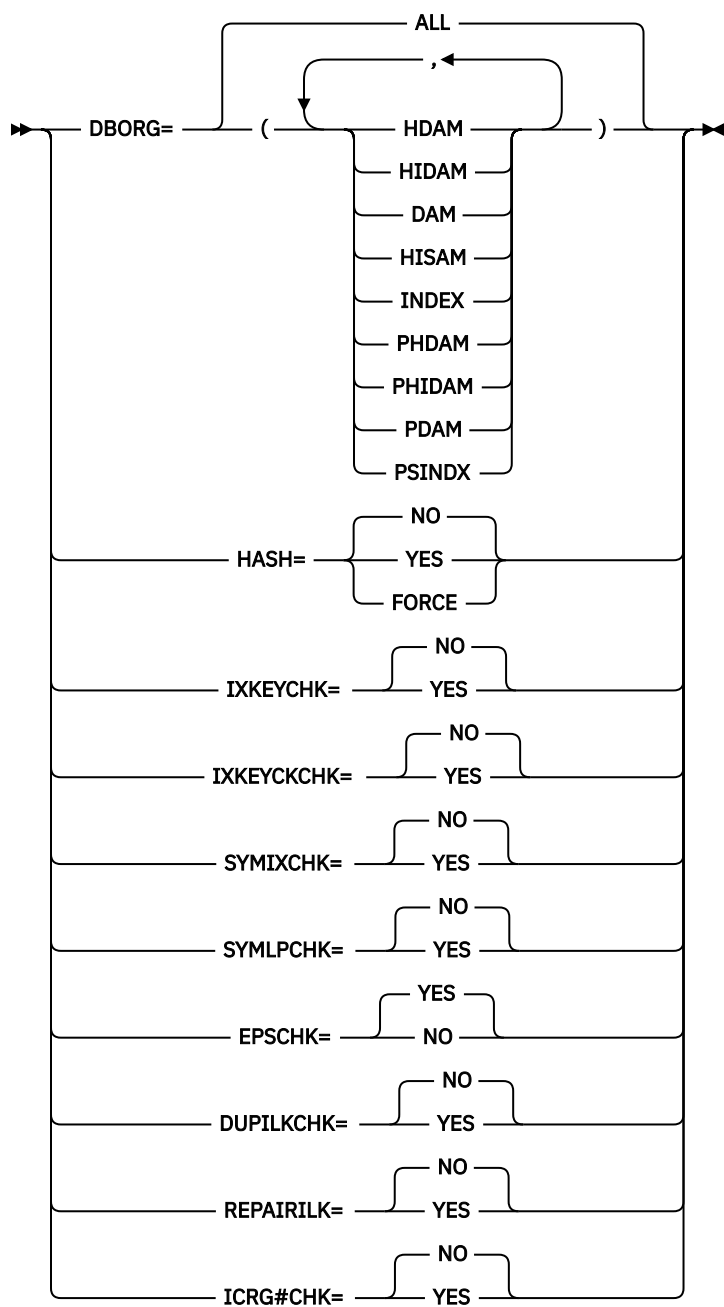 ALL
,
DBORG= ( HDAM )
HIDAM
DAM
HISAM
INDEX
PHDAM
PHIDAM
PDAM
PSINDX
NO
HASH= YES
FORCE
NO
IXKEYCHK= YES
NO
IXKEYCKCHK= YES
NO
SYMIXCHK= YES
NO
SYMLPCHK= YES
YES
EPSCHK= NO
NO
DUPILKCHK= YES
NO
REPAIRILK= YES
NO
ICRG#CHK= YES